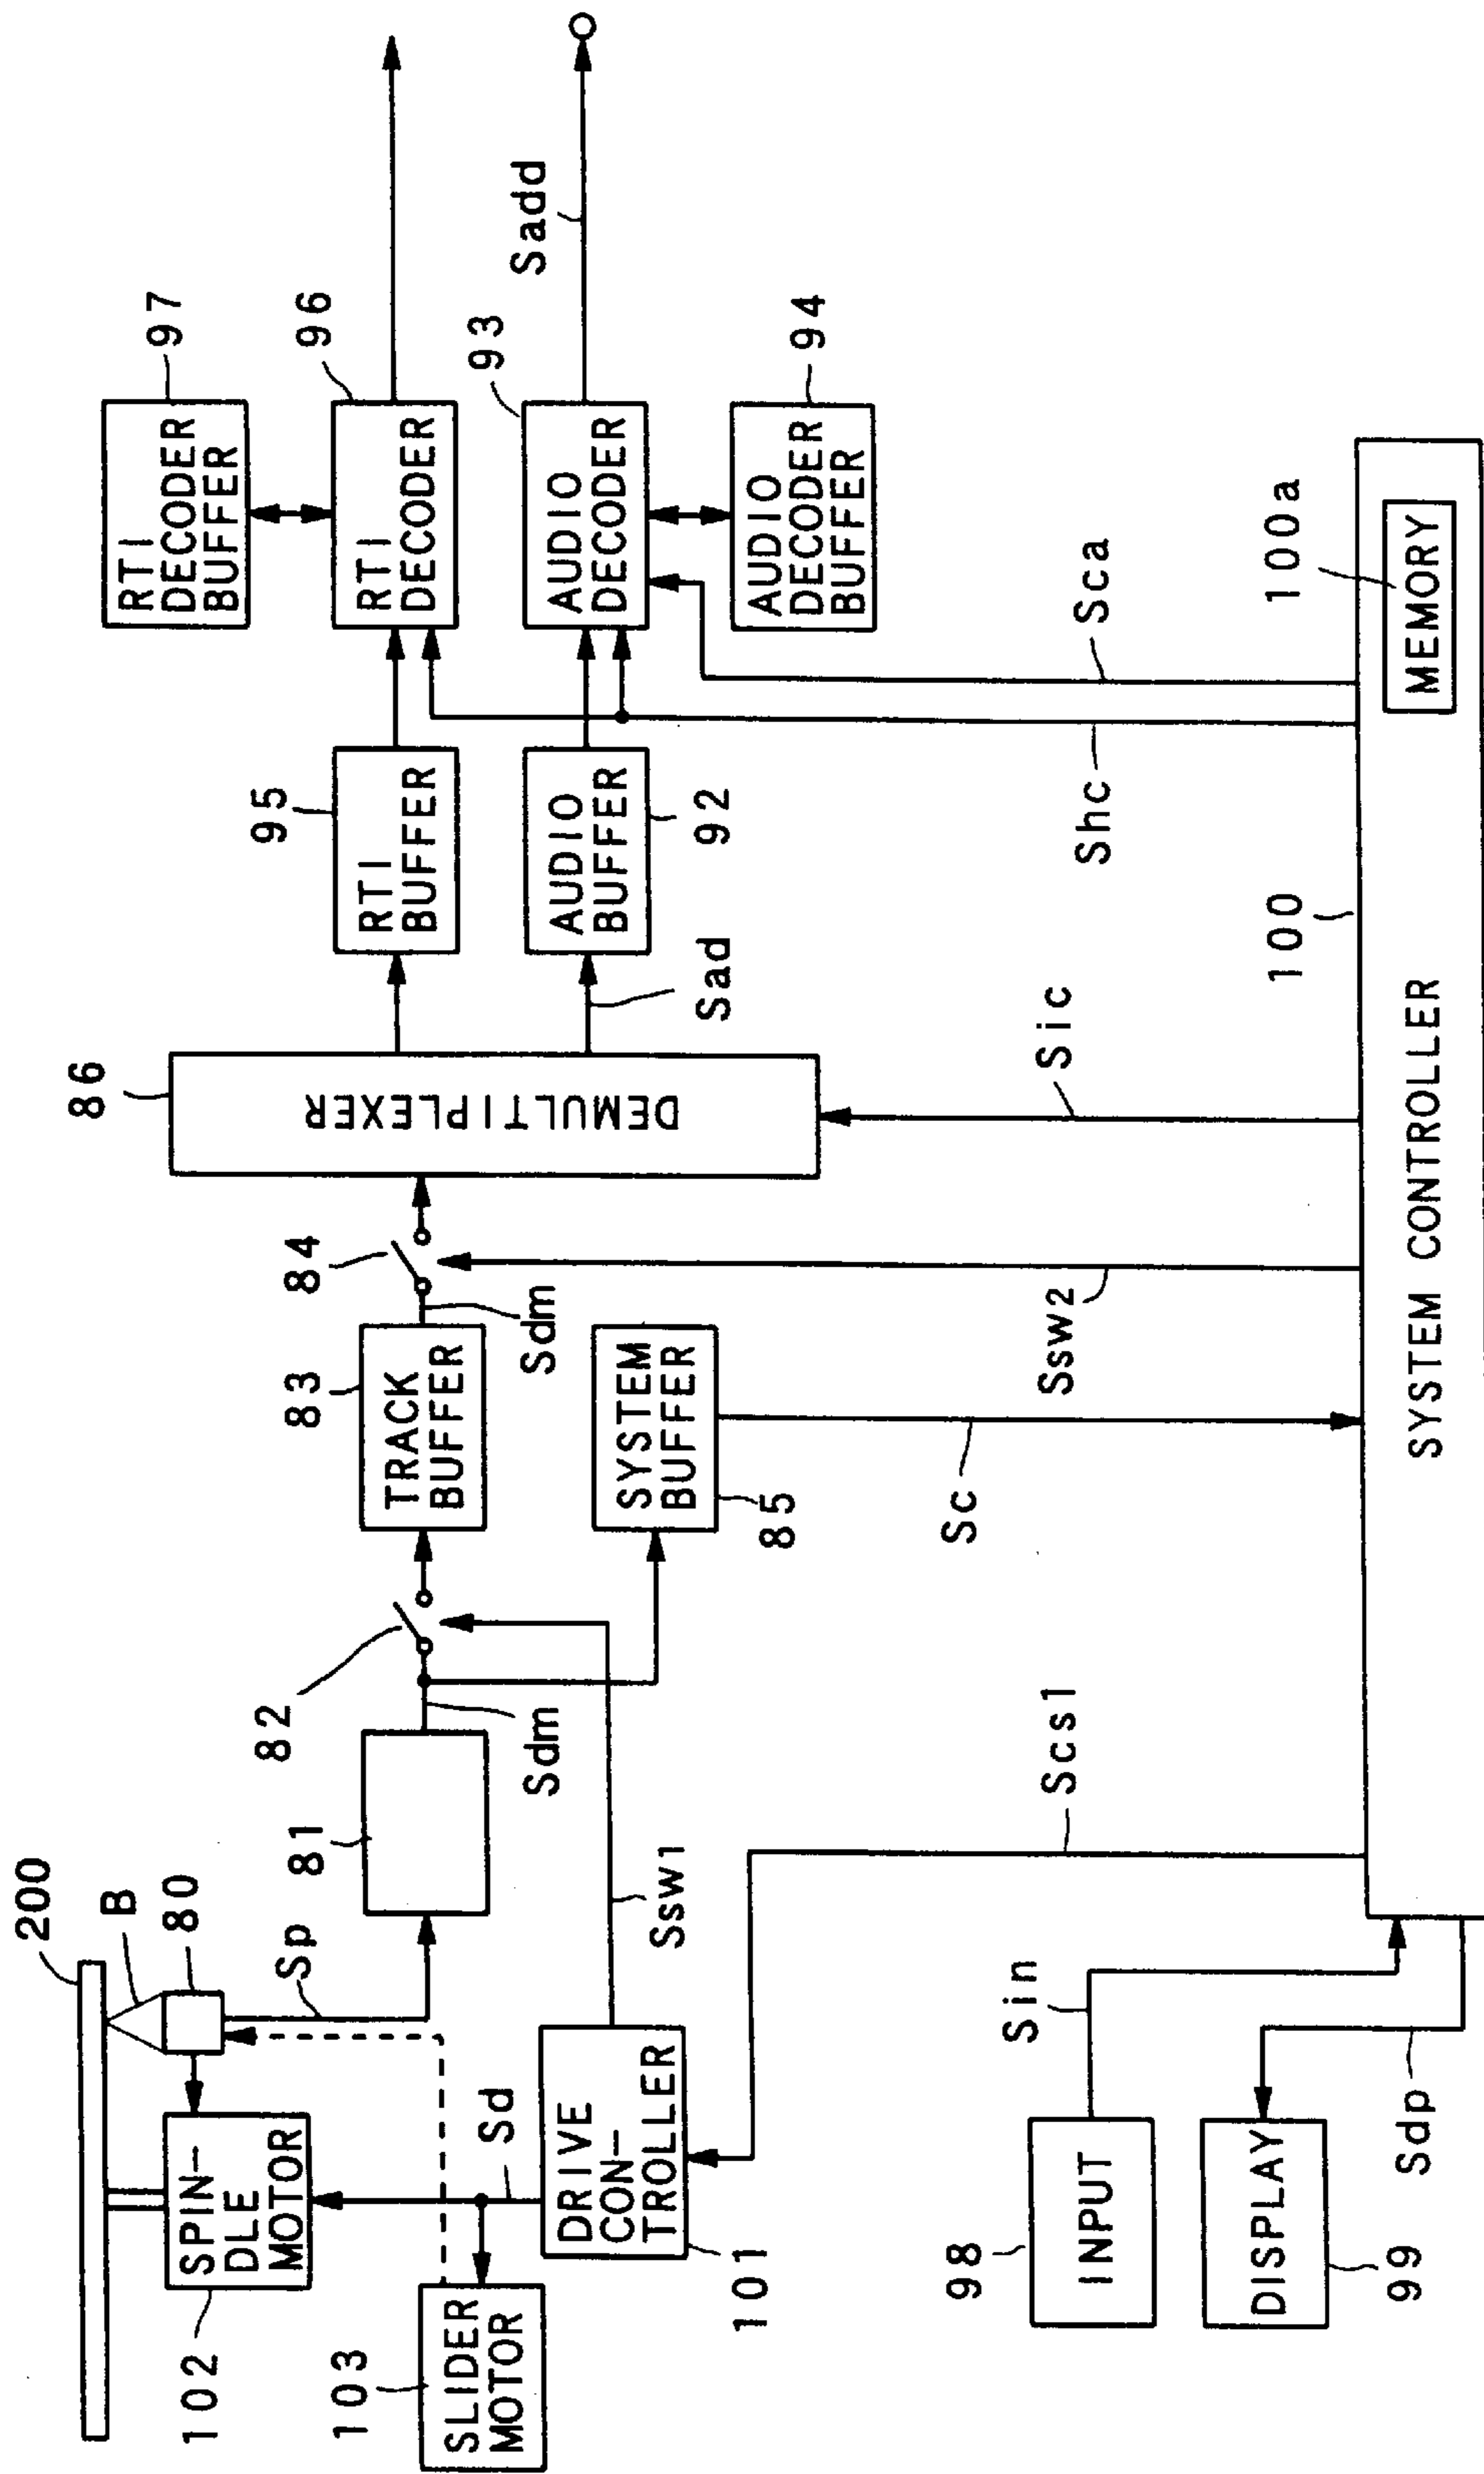 200
B
80
SPIN-
DLE
MOTOR
102
103
SLIDER
MOTOR
Sp
Sd
DRIVE
CON-
TROLLER
101
81
Sdm
82
Ssw1
83
TRACK
BUFFER
SYSTEM
BUFFER
85
Sdm
84
86
DEMULTIPLEXER
Sad
95
RTI
BUFFER
AUDIO
BUFFER
92
RTI
DECODER
BUFFER
97
RTI
DECODER
96
AUDIO
DECODER
93
AUDIO
DECODER
BUFFER
94
Sadd
INPUT
98
DISPLAY
99
Sin
Sdp
Scs1
Sc
Ssw2
Sic
Shc
Sca
100
SYSTEM CONTROLLER
100a
MEMORY